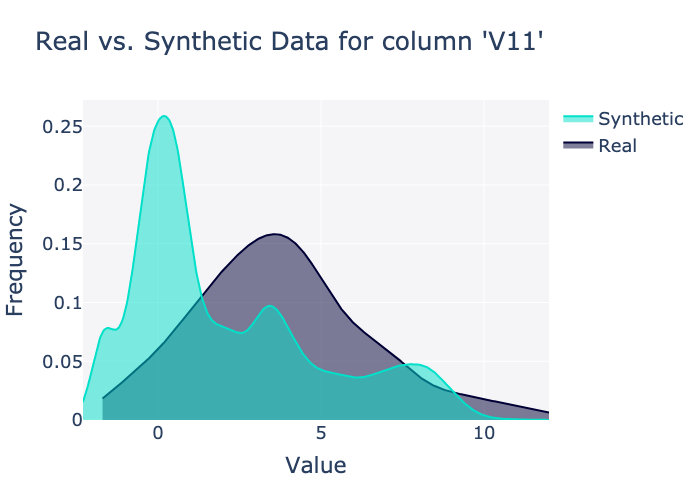 Real vs. Synthetic Data for column 'V11'
Synthetic
Real
Frequency
0.25
0.2
0.15
0.1
0.05
0
0
5
10
Value